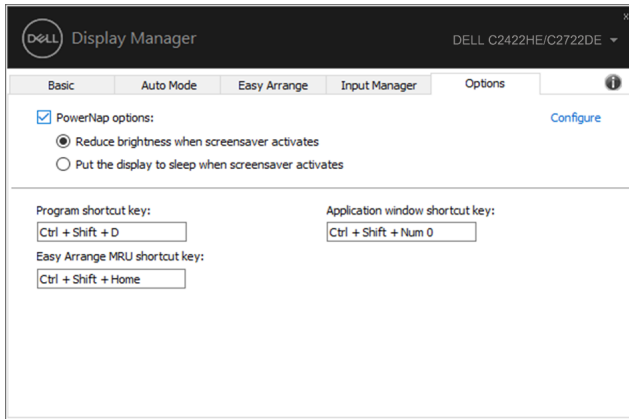 x
DELL Display Manager
DELL C2422HE/C2722DE
Basic Auto Mode Easy Arrange Input Manager Options
PowerNap options: Configure
Reduce brightness when screensaver activates
Put the display to sleep when screensaver activates
Program shortcut key: Application window shortcut key:
Ctrl + Shift + D Ctrl + Shift + Num 0
Easy Arrange MRU shortcut key:
Ctrl + Shift + Home